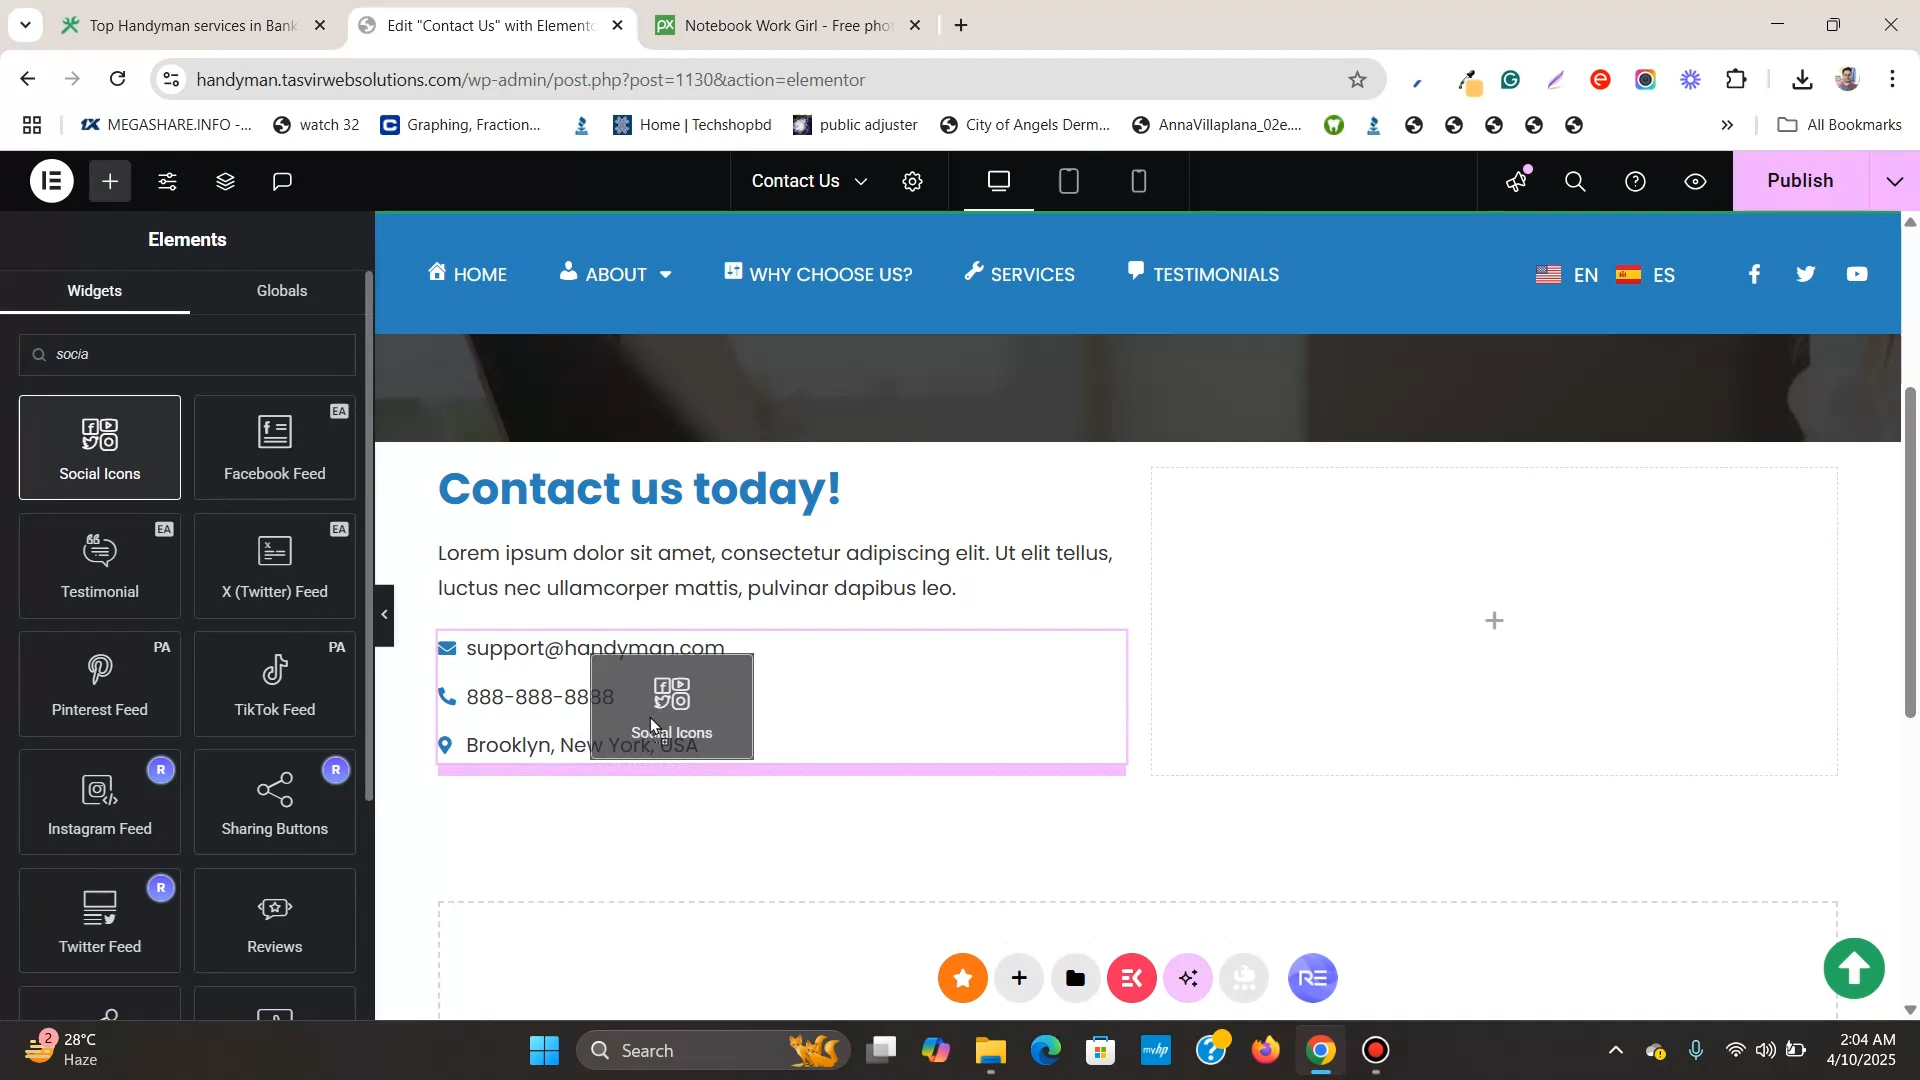 Top Handyman services in Bank
Edit "Contact Us" with Elemento
Notebook Work Girl - Free phot
handyman.tasvirwebsolutions.com/wp-admin/post.php?post=1130&action=elementor
MEGASHARE.INFO -...
watch 32
Graphing, Fraction...
Home | Techshopbd
public adjuster
City of Angels Derm...
AnnaVillaplana_02e....
All Bookmarks
Contact Us
Publish
Elements
Widgets
Globals
socia
Social Icons
EA
Facebook Feed
EA
Testimonial
EA
X (Twitter) Feed
PA
Pinterest Feed
PA
TikTok Feed
R
Instagram Feed
R
Sharing Buttons
R
Twitter Feed
Reviews
HOME
ABOUT
WHY CHOOSE US?
SERVICES
TESTIMONIALS
EN
ES
Contact us today!
Lorem ipsum dolor sit amet, consectetur adipiscing elit. Ut elit tellus,
luctus nec ullamcorper mattis, pulvinar dapibus leo.
support@handyman.com
888-888-8888
Brooklyn, New York, USA
Social Icons
2
28°C
Haze
Search
2:04 AM
4/10/2025